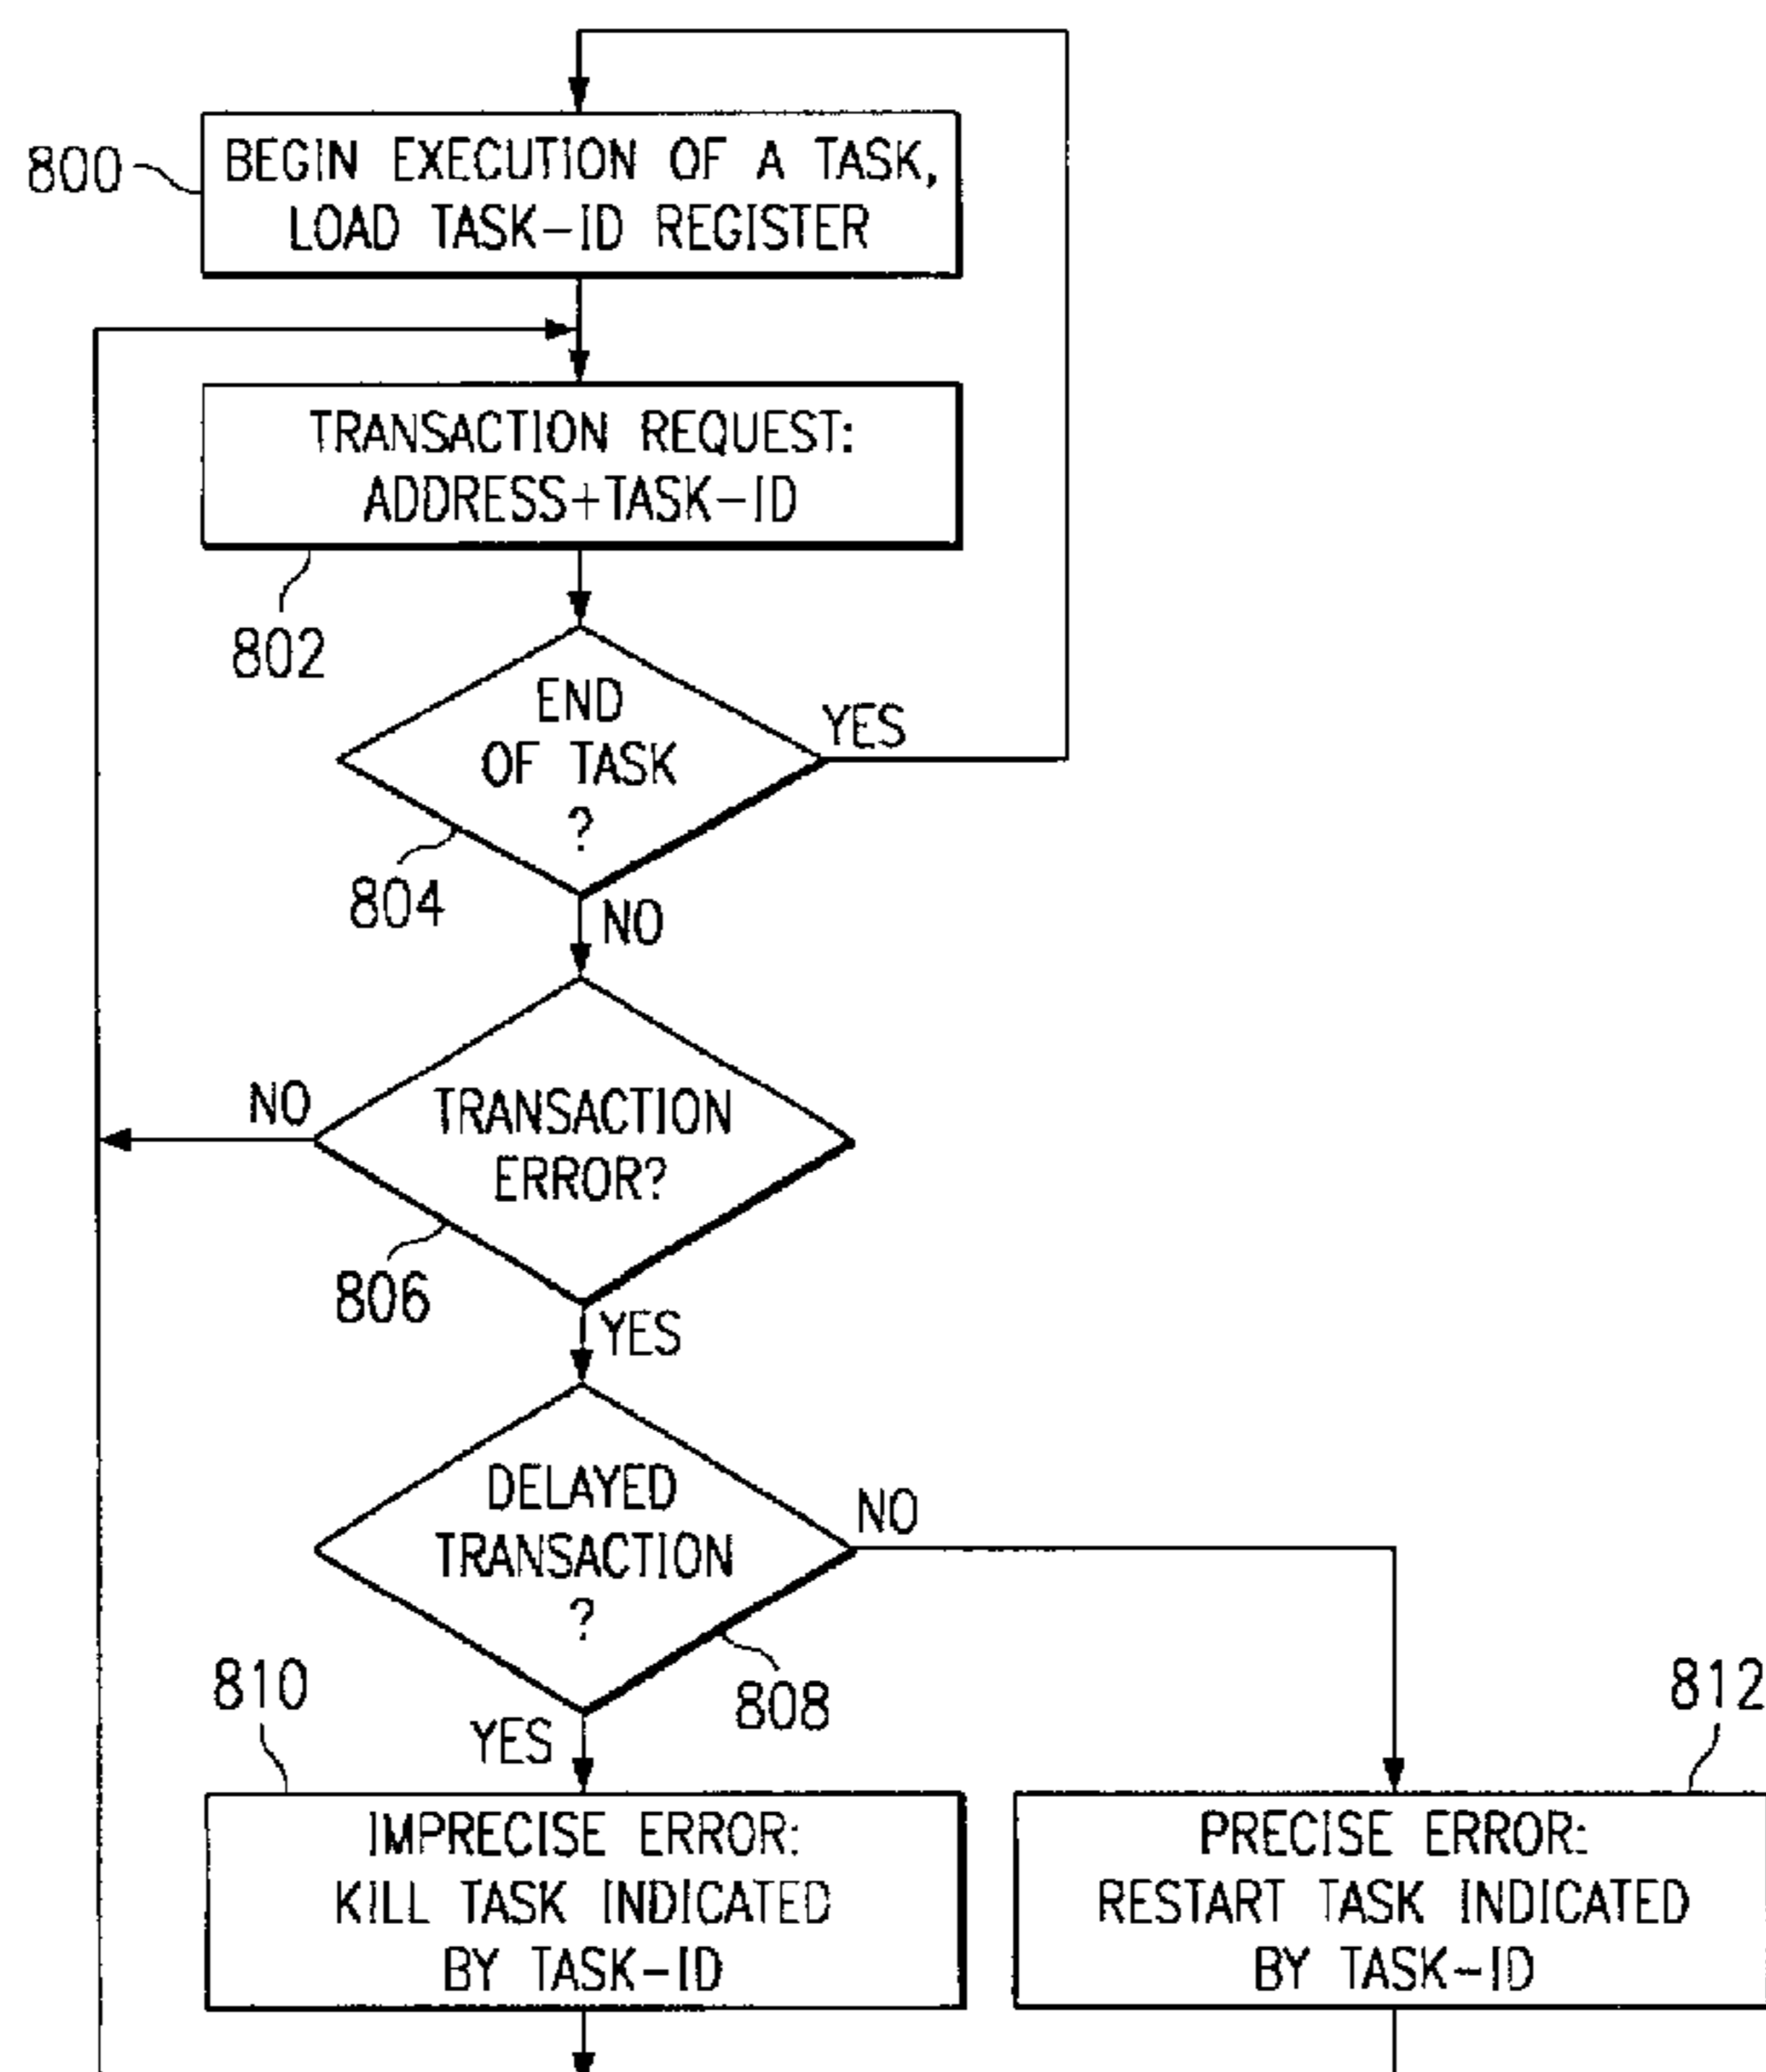 800
BEGIN EXECUTION OF A TASK,
LOAD TASK-ID REGISTER
TRANSACTION REQUEST:
ADDRESS+TASK-ID
802
END
OF TASK
?
YES
804
NO
TRANSACTION
ERROR?
NO
806
YES
DELAYED
TRANSACTION
?
NO
808
YES
810
812
IMPRECISE ERROR:
KILL TASK INDICATED
BY TASK-ID
PRECISE ERROR:
RESTART TASK INDICATED
BY TASK-ID